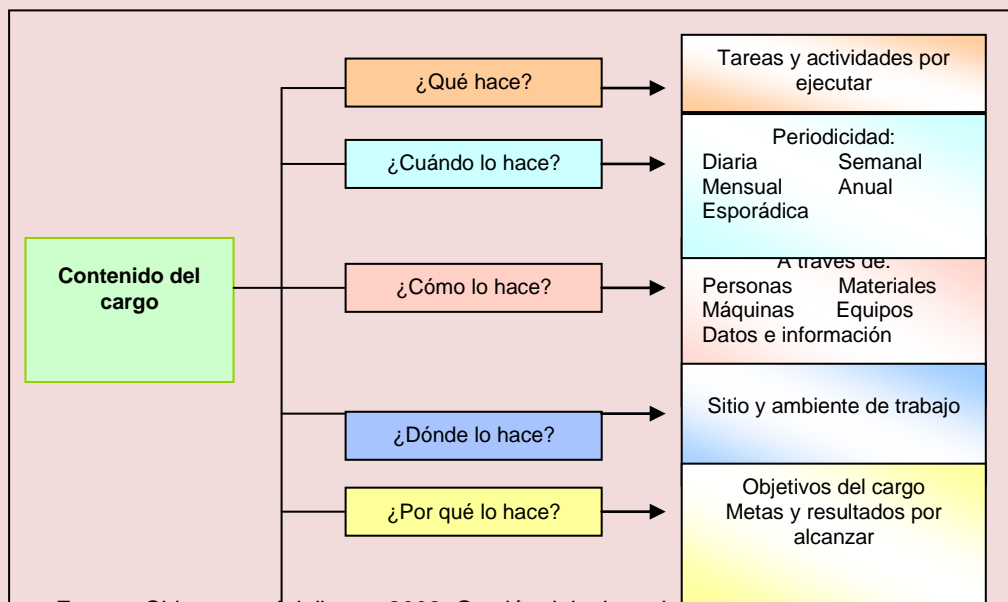 ¿Qué hace?
Tareas y actividades por
ejecutar
¿Cuándo lo hace?
Periodicidad:
Diaria Semanal
Mensual Anual
Esporádica
Contenido del
cargo
¿Cómo lo hace?
A través de:
Personas Materiales
Máquinas Equipos
Datos e información
¿Dónde lo hace?
Sitio y ambiente de trabajo
¿Por qué lo hace?
Objetivos del cargo
Metas y resultados por
alcanzar